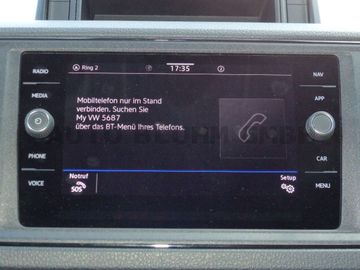 Ring 2
17:35
RADIO
NAV
MEDIA
APP
Mobiltelefon nur im Stand
verbinden. Suchen Sie
My VW 5687
über das BT-Menü Ihres Telefons.
PHONE
CAR
VOICE
MENU
Notruf
SOS
Setup